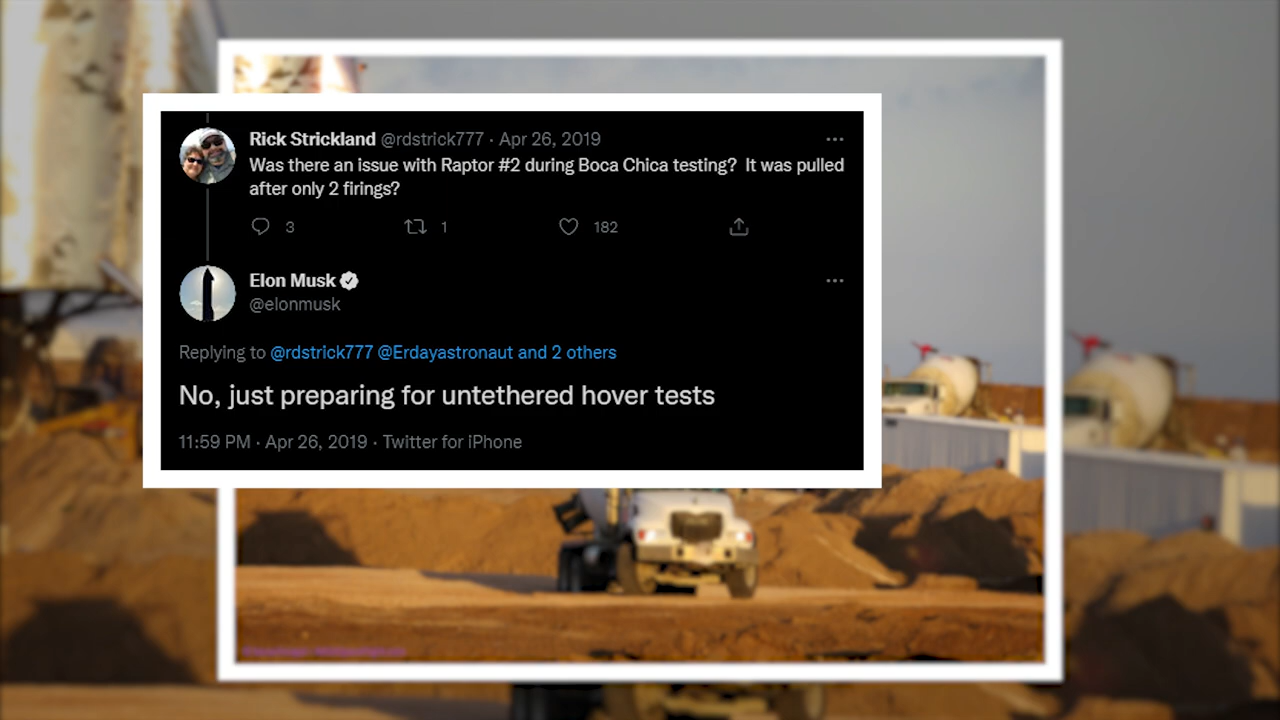 Rick Strickland @rdstrick777 · Apr 26, 2019
Was there an issue with Raptor #2 during Boca Chica testing?  It was pulled
after only 2 firings?
3 1 182
Elon Musk
@elonmusk
Replying to @rdstrick777 @Erdayastronaut and 2 others
No, just preparing for untethered hover tests
11:59 PM · Apr 26, 2019 · Twitter for iPhone